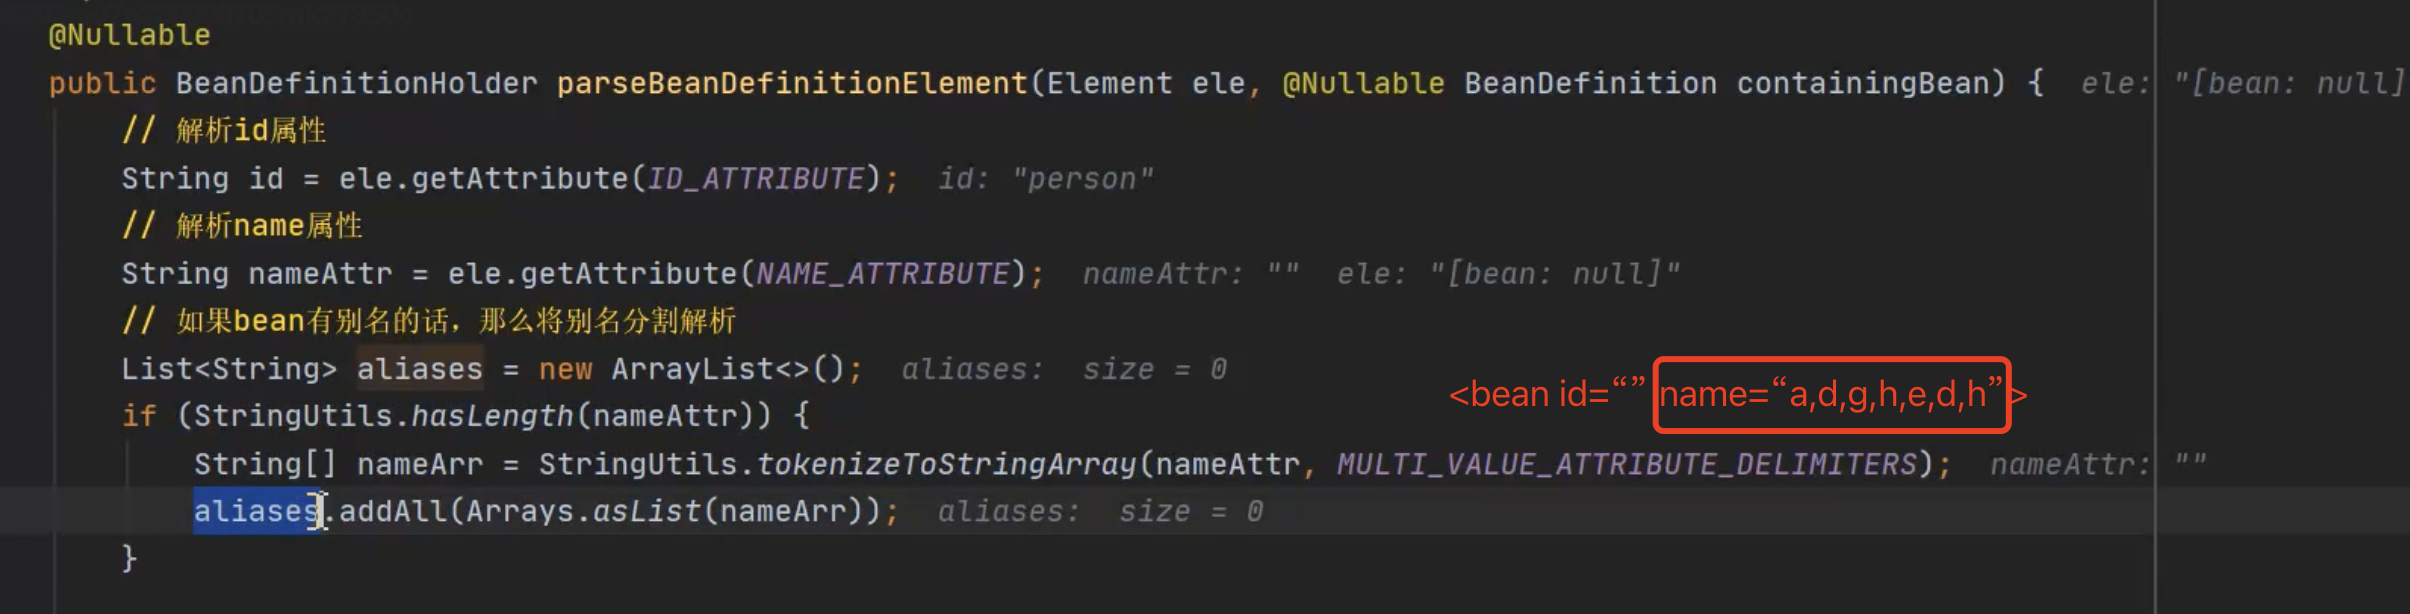 @Nullable
public BeanDefinitionHolder parseBeanDefinitionElement(Element ele, @Nullable BeanDefinition containingBean) {  ele: "[bean: null]
// 解析id属性
String id = ele.getAttribute(ID_ATTRIBUTE);  id: "person"
// 解析name属性
String nameAttr = ele.getAttribute(NAME_ATTRIBUTE);  nameAttr: ""  ele: "[bean: null]"
// 如果bean有别名的话，那么将别名分割解析
List<String> aliases = new ArrayList<>();  aliases:  size = 0
<bean id=“” name=“a,d,g,h,e,d,h”>
if (StringUtils.hasLength(nameAttr)) {
String[] nameArr = StringUtils.tokenizeToStringArray(nameAttr, MULTI_VALUE_ATTRIBUTE_DELIMITERS);  nameAttr: ""
aliases.addAll(Arrays.asList(nameArr));  aliases:  size = 0
}